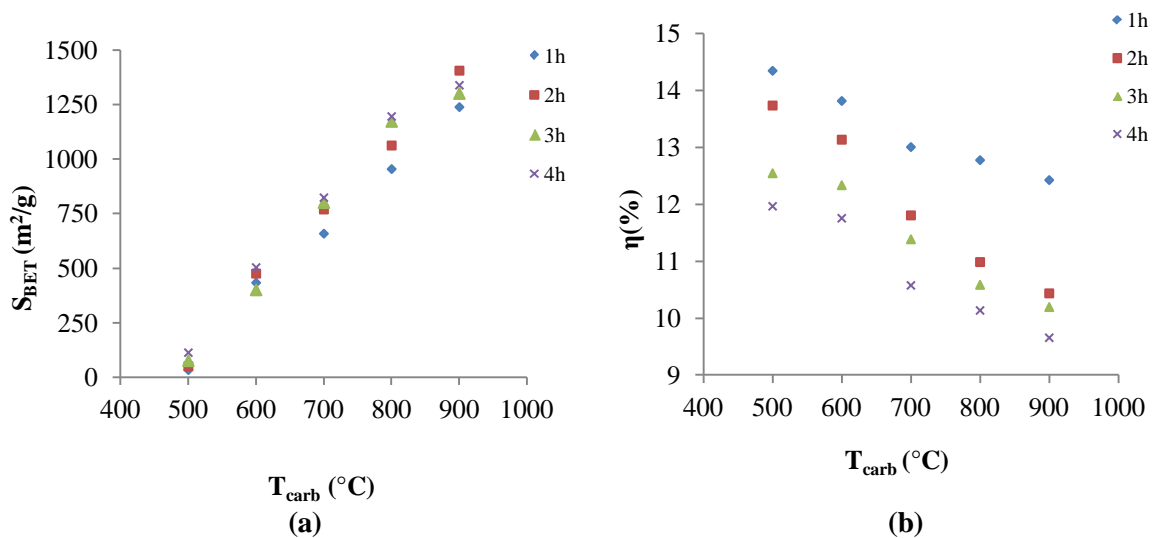 1500
1250
1000
750
500
250
0
400 500 600 700 800 900 1000
S_BET (m²/g)
T_carb (°C)
1h
2h
3h
4h
(a)
15
14
13
12
11
10
9
400 500 600 700 800 900 1000
η(%)
T_carb (°C)
1h
2h
3h
4h
(b)